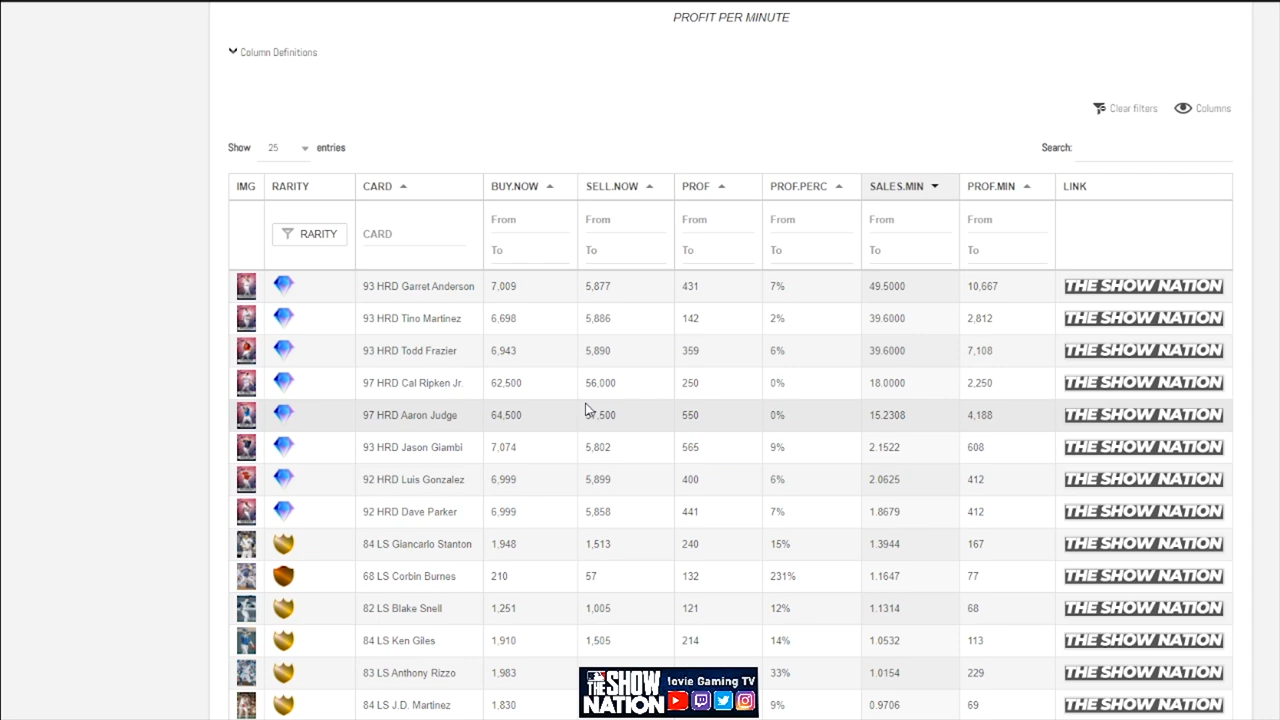 PROFIT PER MINUTE
Column Definitions
Clear filters Columns
Show 25 entries Search:
IMG RARITY CARD BUY.NOW SELL.NOW PROF PROF.PERC SALES.MIN PROF.MIN LINK
From From From From From From
RARITY CARD
To To To To To To
93 HRD Garret Anderson 7,009 5,877 431 7% 49.5000 10,667 THE SHOW NATION
93 HRD Tino Martinez 6,698 5,886 142 2% 39.6000 2,812 THE SHOW NATION
93 HRD Todd Frazier 6,943 5,890 359 6% 39.6000 7,108 THE SHOW NATION
97 HRD Cal Ripken Jr. 62,500 56,000 250 0% 18.0000 2,250 THE SHOW NATION
97 HRD Aaron Judge 64,500 550 0% 15.2308 4,188 THE SHOW NATION
93 HRD Jason Giambi 7,074 5,802 565 9% 2.1522 608 THE SHOW NATION
92 HRD Luis Gonzalez 6,999 5,899 400 6% 2.0625 412 THE SHOW NATION
92 HRD Dave Parker 6,999 5,858 441 7% 1.8679 412 THE SHOW NATION
84 LS Giancarlo Stanton 1,948 1,513 240 15% 1.3944 167 THE SHOW NATION
68 LS Corbin Burnes 210 57 132 231% 1.1647 77 THE SHOW NATION
82 LS Blake Snell 1,251 1,005 121 12% 1.1314 68 THE SHOW NATION
84 LS Ken Giles 1,910 1,505 214 14% 1.0532 113 THE SHOW NATION
83 LS Anthony Rizzo 1,983 33% 1.0154 229 THE SHOW NATION
84 LS J.D. Martinez 1,830 9% 0.9706 69 THE SHOW NATION
THE SHOW NATION
Movie Gaming TV